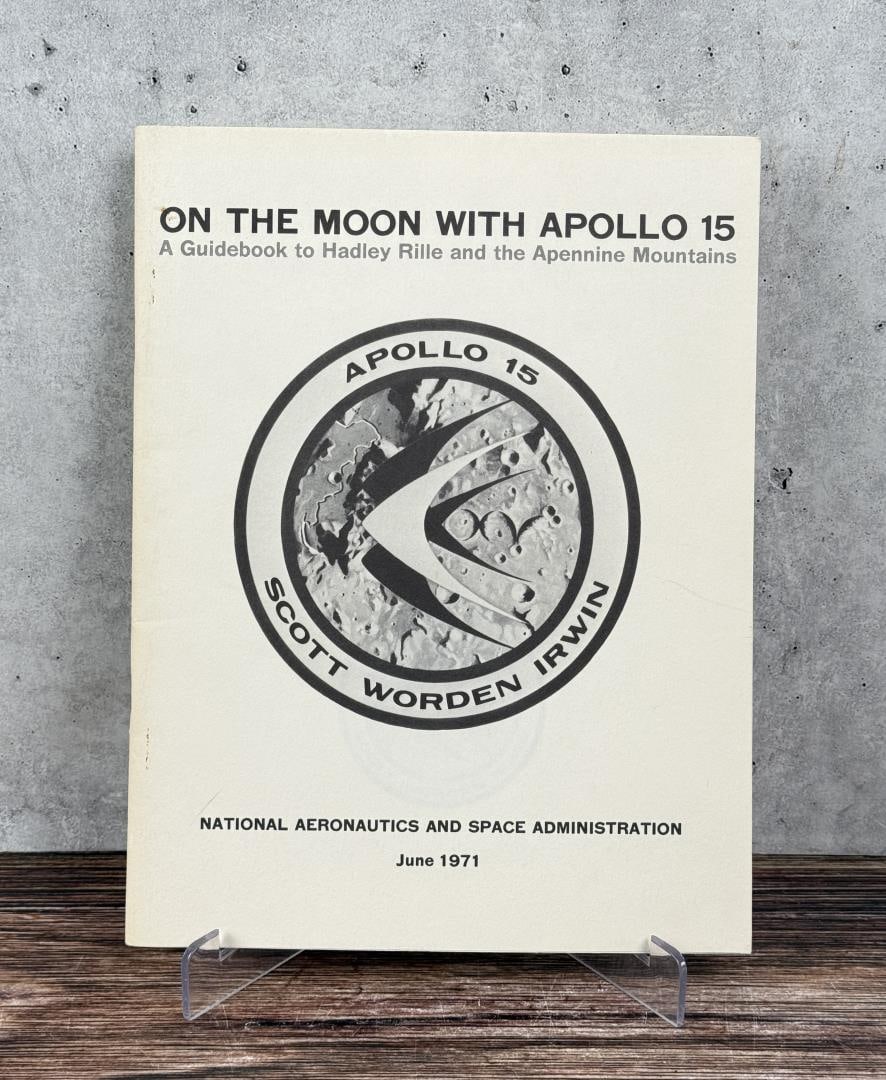 ON THE MOON WITH APOLLO 15
A Guidebook to Hadley Rille and the Apennine Mountains
APOLLO 15
SCOTT WORDEN IRWIN
NATIONAL AERONAUTICS AND SPACE ADMINISTRATION
June 1971